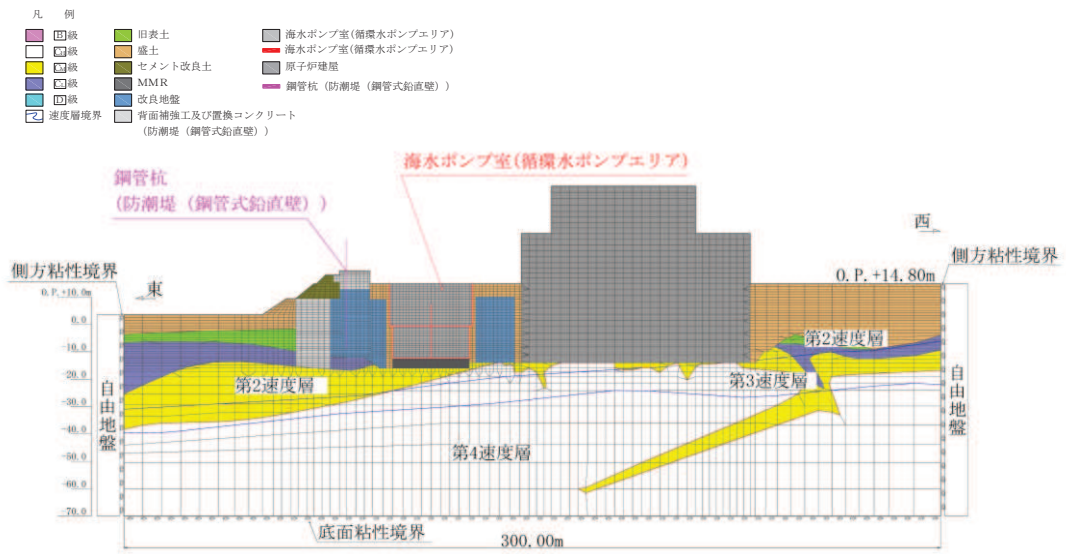 凡 例
B級
CH級
CM級
CL級
D級
速度層境界
旧表土
盛土
セメント改良土
MMR
改良地盤
背面補強工及び置換コンクリート
(防潮堤（鋼管式鉛直壁）)
海水ポンプ室(循環水ポンプエリア)
海水ポンプ室(循環水ポンプエリア)
原子炉建屋
鋼管杭（防潮堤（鋼管式鉛直壁）)
鋼管杭
(防潮堤（鋼管式鉛直壁）)
海水ポンプ室(循環水ポンプエリア)
西
側方粘性境界
側方粘性境界
O.P.+14.80m
O.P.+10.0m
東
0.0
-10.0
-20.0
-30.0
-40.0
-50.0
-60.0
-70.0
自由地盤
自由地盤
第2速度層
第2速度層
第3速度層
第4速度層
底面粘性境界
300.00m